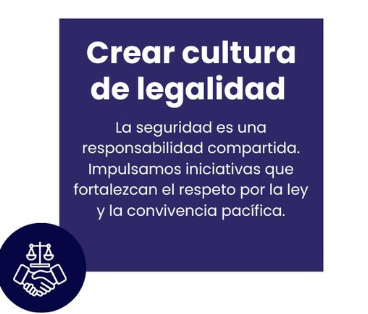 Crear cultura
de legalidad
La seguridad es una
responsabilidad compartida.
Impulsamos iniciativas que
fortalezcan el respeto por la ley
y la convivencia pacífica.